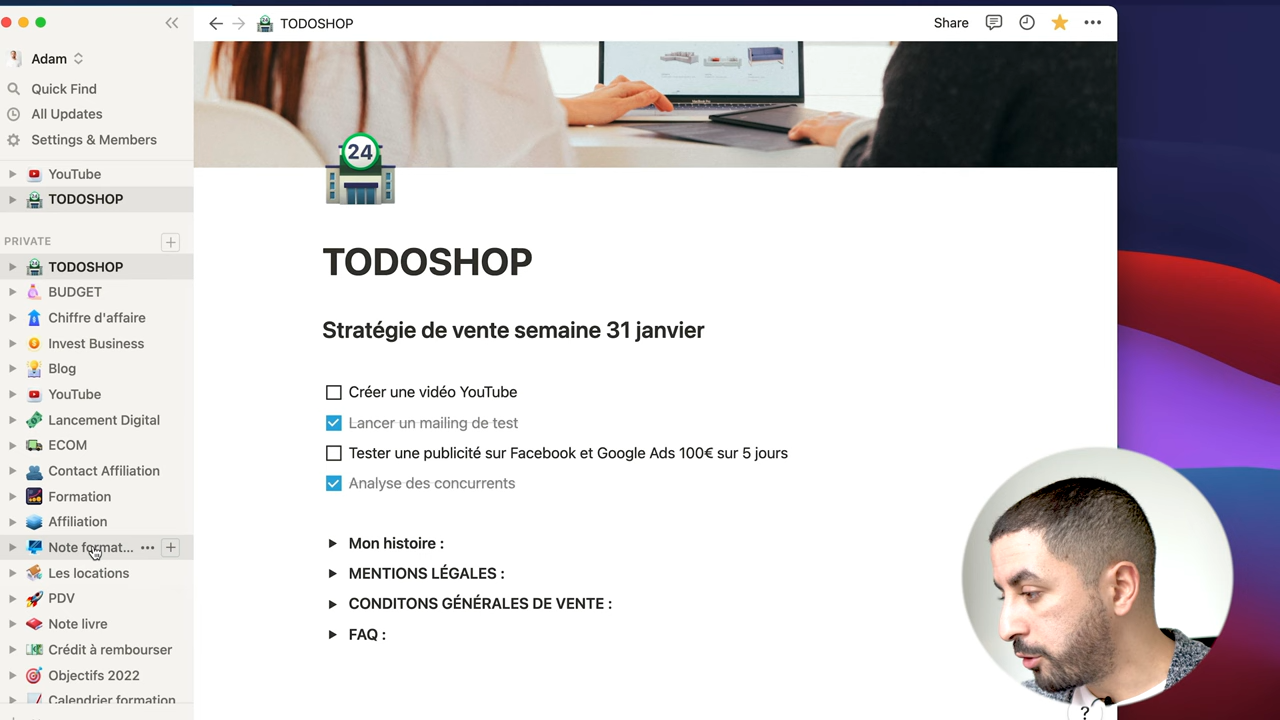 TODOSHOP
Share
Adam
Quick Find
All Updates
Settings & Members
YouTube
TODOSHOP
PRIVATE
TODOSHOP
BUDGET
Chiffre d'affaire
Invest Business
Blog
YouTube
Lancement Digital
ECOM
Contact Affiliation
Formation
Affiliation
Note format...
Les locations
PDV
Note livre
Crédit à rembourser
Objectifs 2022
Calendrier formation
24
TODOSHOP
Stratégie de vente semaine 31 janvier
Créer une vidéo YouTube
Lancer un mailing de test
Tester une publicité sur Facebook et Google Ads 100€ sur 5 jours
Analyse des concurrents
Mon histoire :
MENTIONS LÉGALES :
CONDITONS GÉNÉRALES DE VENTE :
FAQ :
?